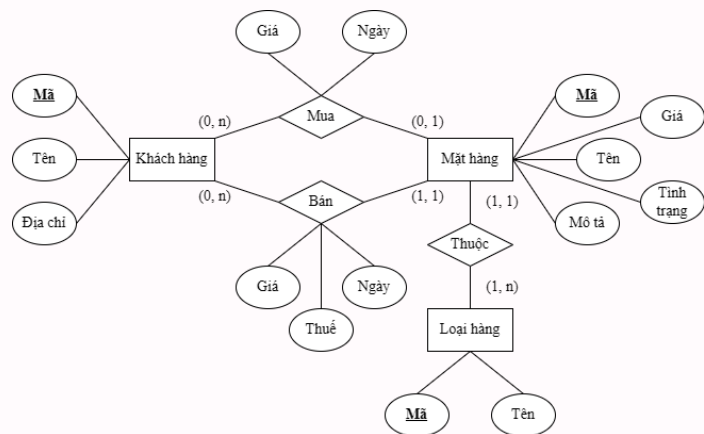 Giá
Ngày
Mã
Mã
Giá
(0, n)
Mua
(0, 1)
Tên
Khách hàng
Mặt hàng
Tên
(0, n)
Bán
(1, 1)
(1, 1)
Tình
trạng
Địa chỉ
Mô tả
Thuộc
Giá
Ngày
(1, n)
Thuế
Loại hàng
Mã
Tên